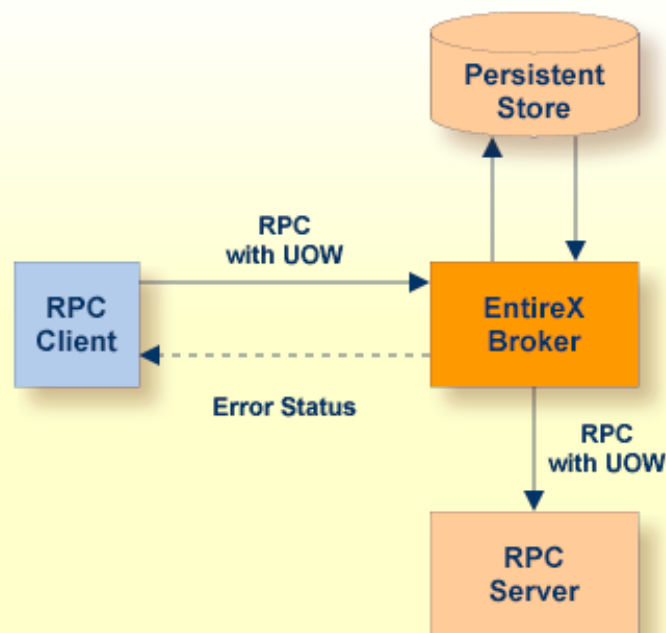 Persistent
Store
RPC
with UOW
RPC
Client
EntireX
Broker
Error Status
RPC
with UOW
RPC
Server